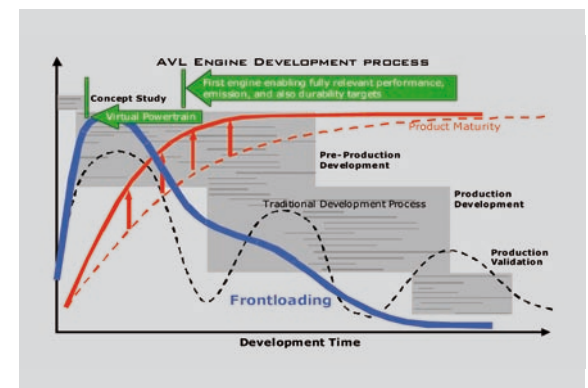 AVL ENGINE DEVELOPMENT PROCESS
First engine enabling fully relevant performance,
emission, and also durability targets
Concept Study
Virtual Powertrain
Product Maturity
Pre-Production
Development
Production
Development
Traditional Development Process
Production
Validation
Frontloading
Development Time